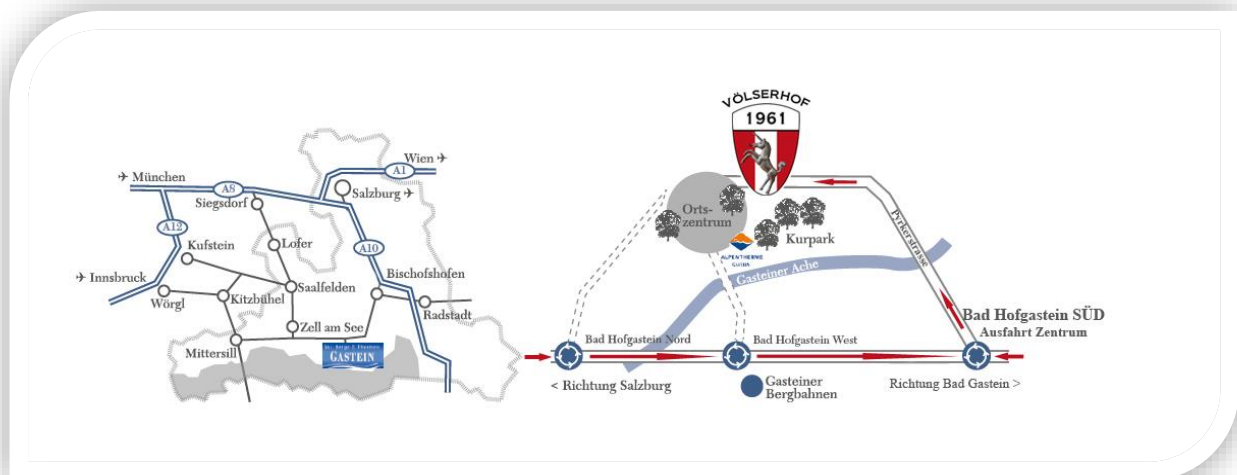 Wien ✈
A1
✈ München
A8
Salzburg ✈
Siegsdorf
A12
Kufstein
Lofer
A10
✈ Innsbruck
Bischofshofen
Wörgl
Kitzbühel
Saalfelden
Radstadt
Zell am See
Mittersill
GASTEIN
VÖLSERHOF
1961
Orts-
zentrum
Kurpark
ALPENTHERME
Gasteiner Ache
Pyrkerstrasse
Bad Hofgastein SÜD
Ausfahrt Zentrum
Bad Hofgastein Nord
Bad Hofgastein West
< Richtung Salzburg
Gasteiner
Bergbahnen
Richtung Bad Gastein >